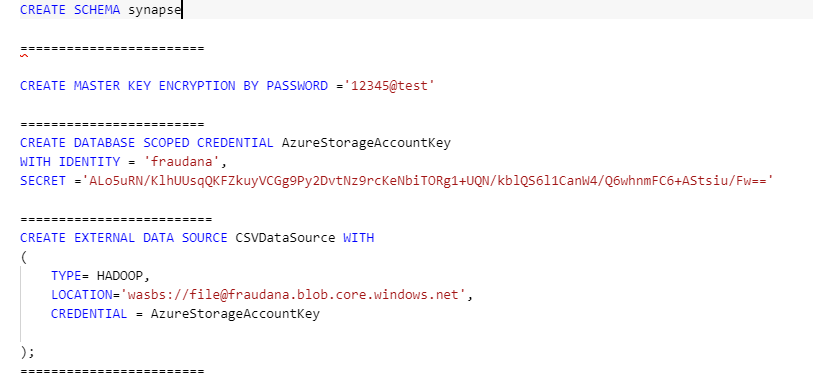 CREATE SCHEMA synapse
========================
CREATE MASTER KEY ENCRYPTION BY PASSWORD ='12345@test'
========================
CREATE DATABASE SCOPED CREDENTIAL AzureStorageAccountKey
WITH IDENTITY = 'fraudana',
SECRET ='ALo5uRN/KlhUUsqQKFZkuyVCGg9Py2DvtNz9rcKeNbiTORg1+UQN/kblQS6l1CanW4/Q6whnmFC6+AStsiu/Fw=='
=========================
CREATE EXTERNAL DATA SOURCE CSVDataSource WITH
(
    TYPE= HADOOP,
    LOCATION='wasbs://file@fraudana.blob.core.windows.net',
    CREDENTIAL = AzureStorageAccountKey
);
========================